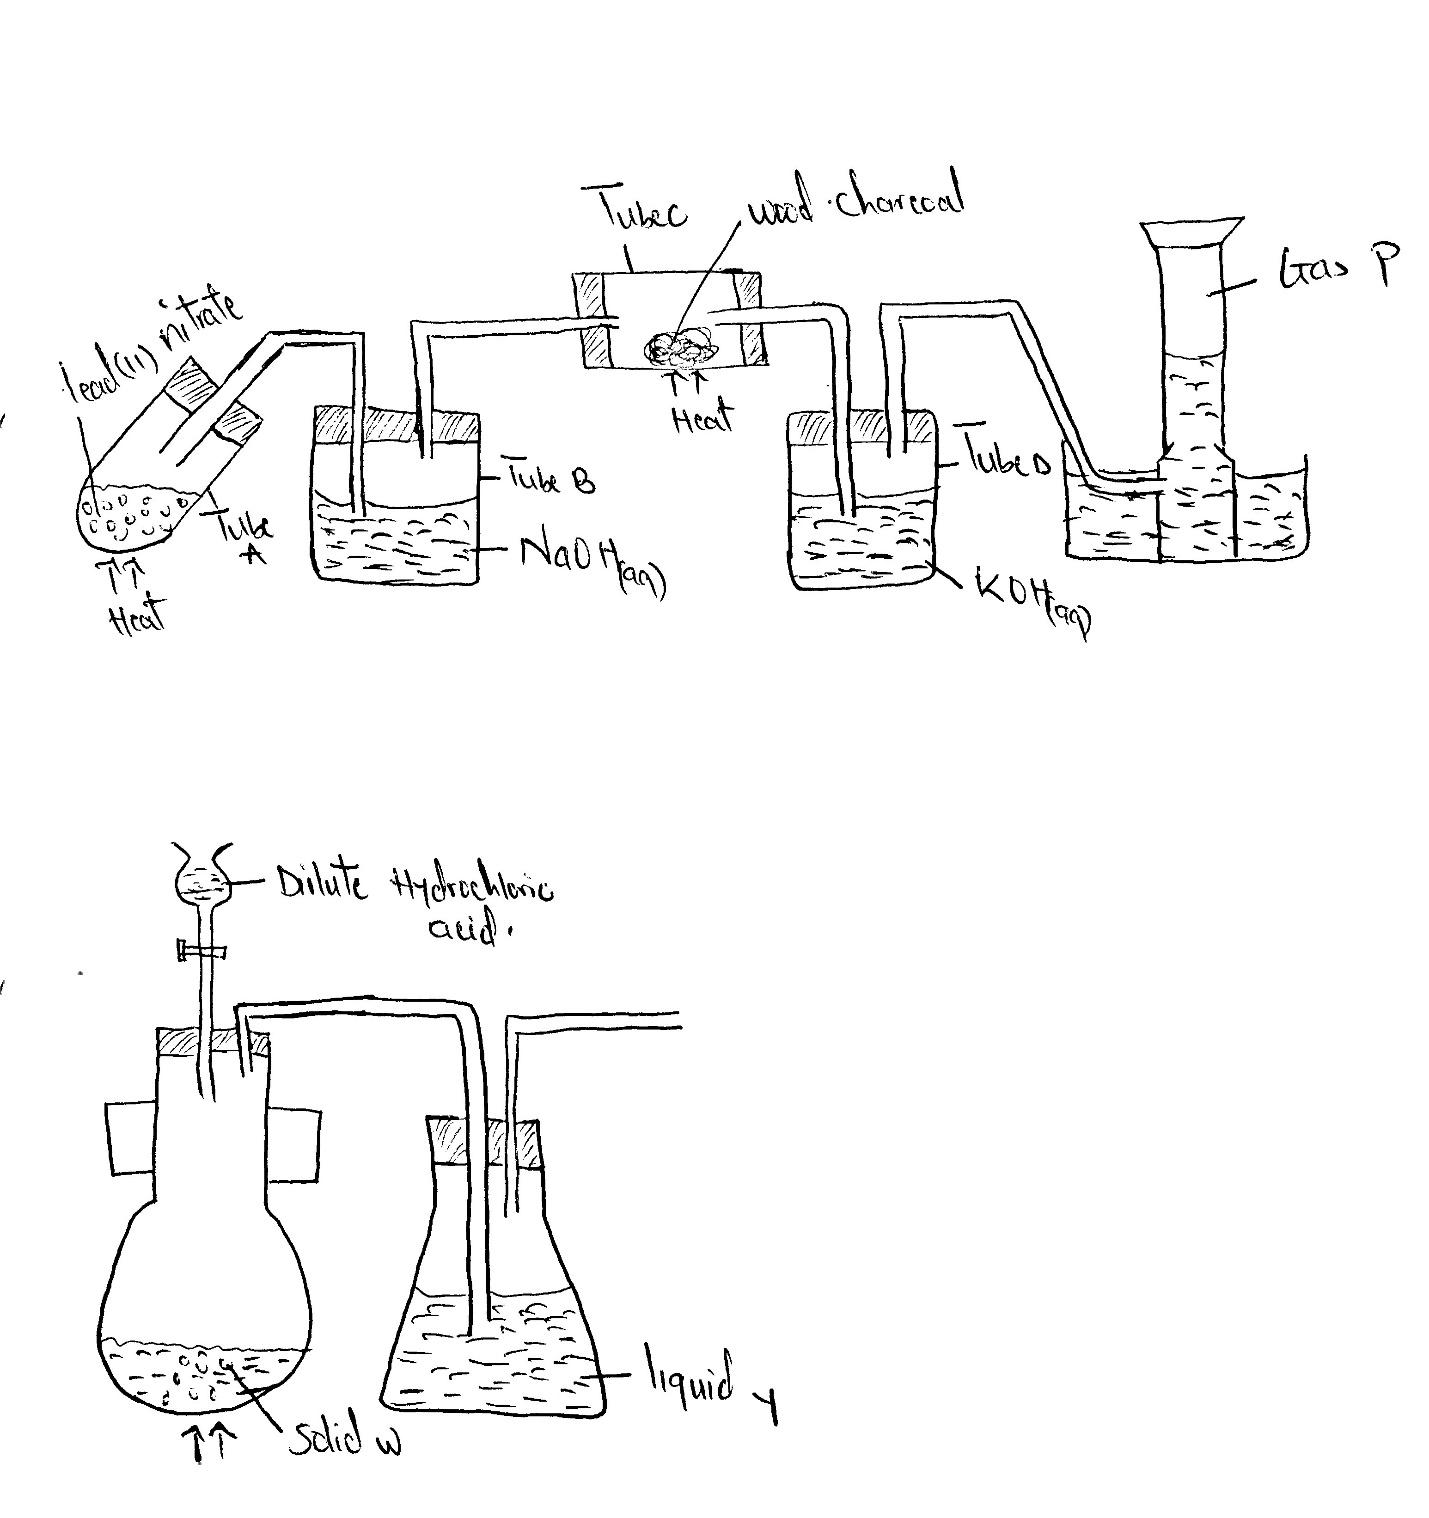 Tube C
wood charcoal
Gas P
Lead(II) nitrate
Heat
Tube B
Tube D
Tube
A
NaOH(aq)
KOH(aq)
Heat
Dilute Hydrochloric
acid.
liquid y
Solid w